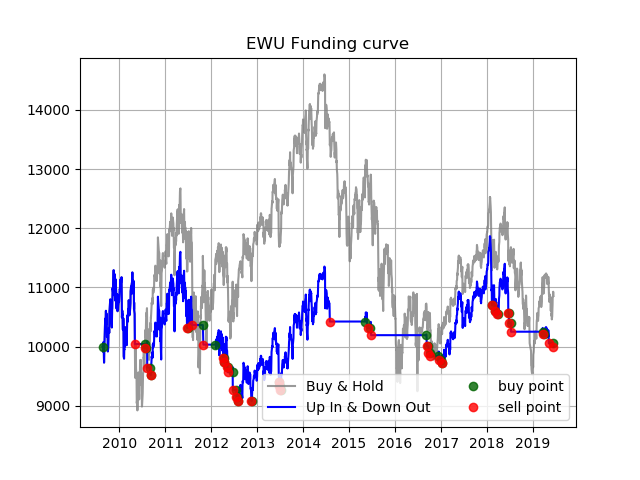 EWU Funding curve
14000
13000
12000
11000
10000
9000
Buy & Hold
Up In & Down Out
buy point
sell point
2010 2011 2012 2013 2014 2015 2016 2017 2018 2019